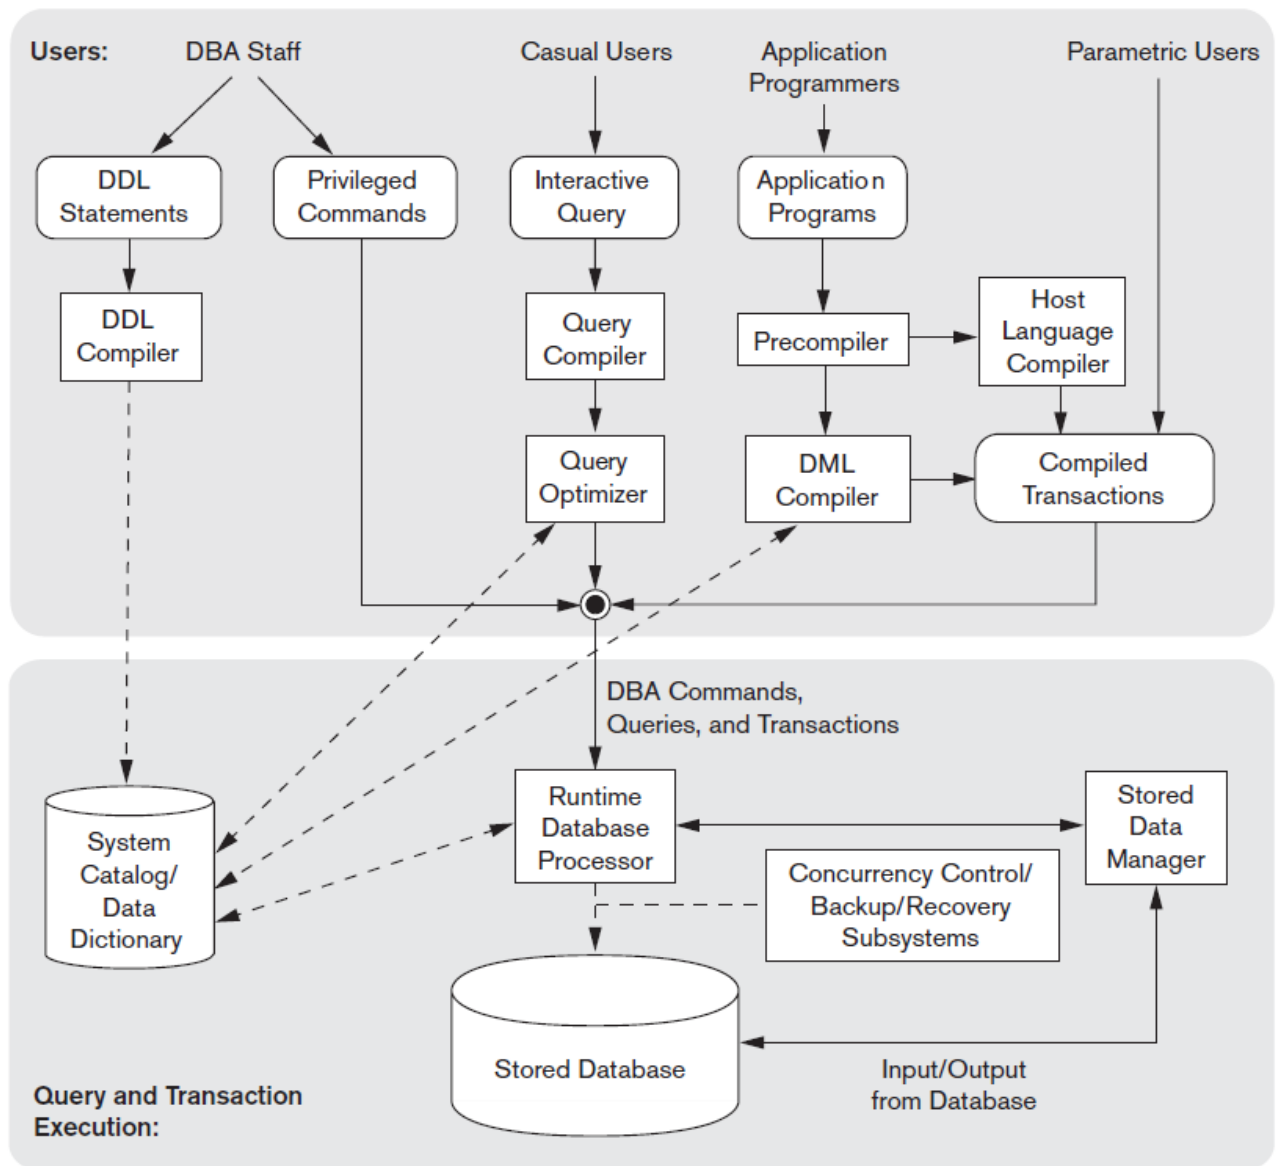 Users:
DBA Staff
Casual Users
Application
Programmers
Parametric Users
DDL
Statements
Privileged
Commands
Interactive
Query
Application
Programs
DDL
Compiler
Query
Compiler
Precompiler
Host
Language
Compiler
Query
Optimizer
DML
Compiler
Compiled
Transactions
DBA Commands,
Queries, and Transactions
System
Catalog/
Data
Dictionary
Runtime
Database
Processor
Stored
Data
Manager
Concurrency Control/
Backup/Recovery
Subsystems
Stored Database
Input/Output
from Database
Query and Transaction
Execution: